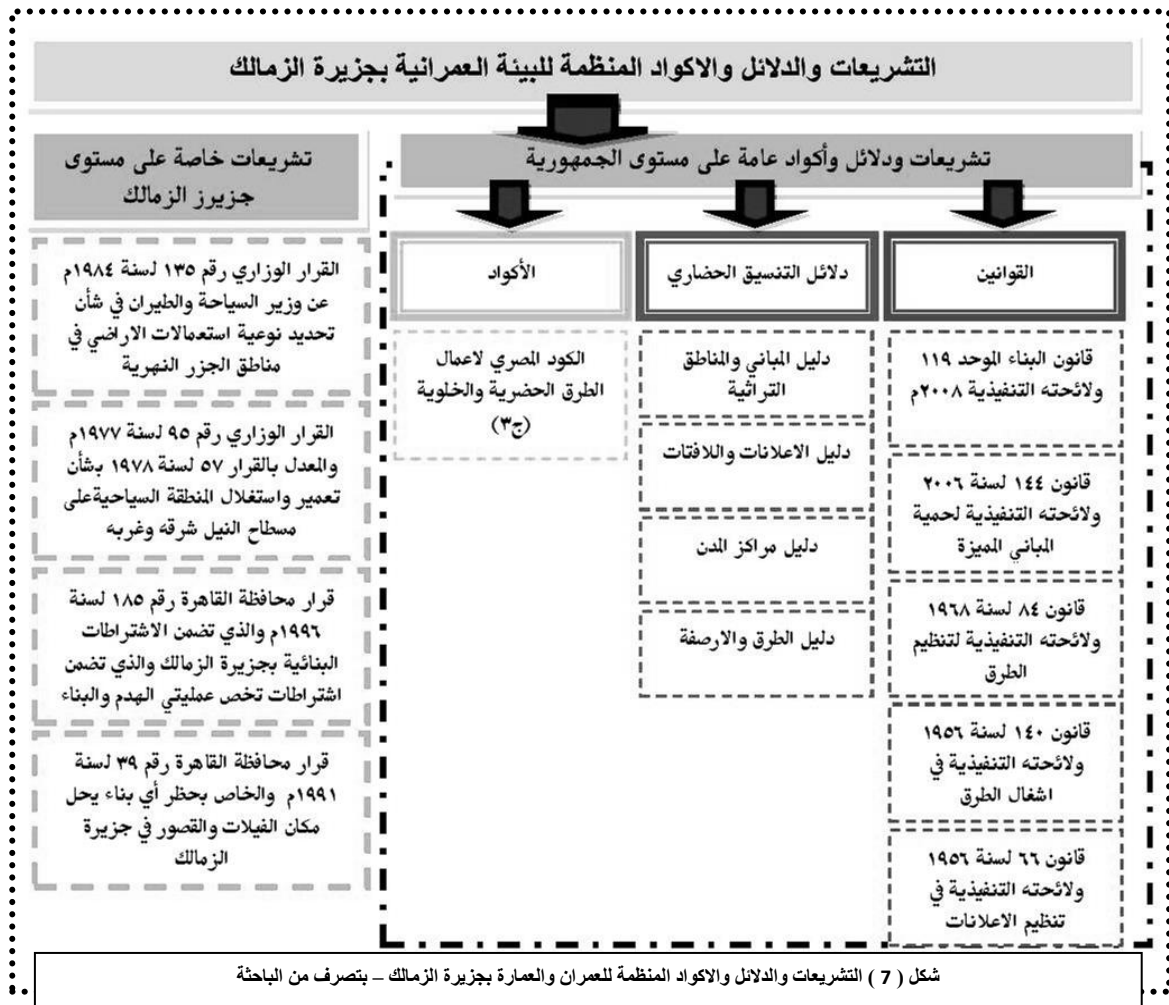 التشريعات والدلائل والاكواد المنظمة للبيئة العمرانية بجزيرة الزمالك
تشريعات ودلائل وأكواد عامة على مستوى الجمهورية
القوانين
قانون البناء الموحد ١١٩
ولائحته التنفيذية ٢٠٠٨م
قانون ١٤٤ لسنة ٢٠٠٦
ولائحته التنفيذية لحمية
المباني المميزة
قانون ٨٤ لسنة ١٩٦٨
ولائحته التنفيذية لتنظيم
الطرق
قانون ١٤٠ لسنة ١٩٥٦
ولائحته التنفيذية في
اشغال الطرق
قانون ٦٦ لسنة ١٩٥٦
ولائحته التنفيذية في
تنظيم الاعلانات
دلائل التنسيق الحضاري
دليل المباني والمناطق
التراثية
دليل الاعلانات واللافتات
دليل مراكز المدن
دليل الطرق والارصفة
الأكواد
الكود المصري لاعمال
الطرق الحضرية والخلوية
(ج٣)
تشريعات خاصة على مستوى
جزيرز الزمالك
القرار الوزاري رقم ١٣٥ لسنة ١٩٨٤م
عن وزير السياحة والطيران في شأن
تحديد نوعية استعمالات الاراضي في
مناطق الجزر النهرية
القرار الوزاري رقم ٩٥ لسنة ١٩٧٧م
والمعدل بالقرار ٥٧ لسنة ١٩٧٨ بشأن
تعمير واستغلال المنطقة السياحيةعلى
مسطاح النيل شرقه وغربه
قرار محافظة القاهرة رقم ١٨٥ لسنة
١٩٩٦م والذي تضمن الاشتراطات
البنائية بجزيرة الزمالك والذي تضمن
اشتراطات تخص عمليتي الهدم والبناء
قرار محافظة القاهرة رقم ٣٩ لسنة
١٩٩١م والخاص بحظر أي بناء يحل
مكان الفيلات والقصور في جزيرة
الزمالك
شكل ( 7 ) التشريعات والدلائل والاكواد المنظمة للعمران والعمارة بجزيرة الزمالك – بتصرف من الباحثة